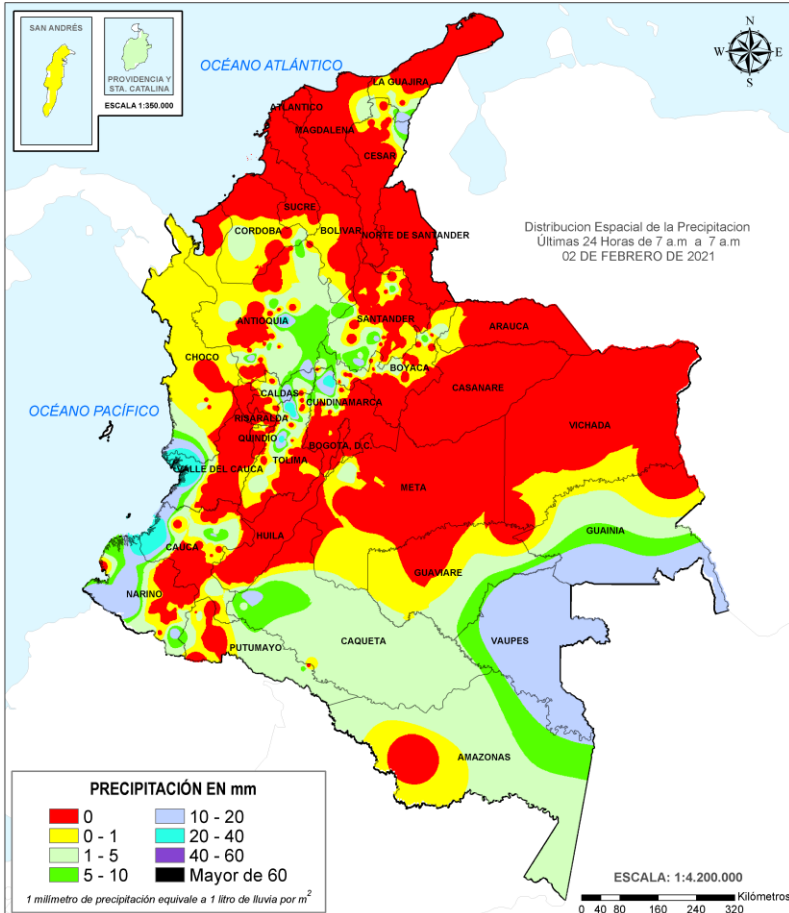 SAN ANDRÉS
PROVIDENCIA Y
STA. CATALINA
ESCALA 1:350.000
OCÉANO ATLÁNTICO
N
W
E
S
LA GUAJIRA
ATLANTICO
MAGDALENA
CESAR
SUCRE
CORDOBA
BOLIVAR
NORTE DE SANTANDER
Distribucion Espacial de la Precipitacion
Últimas 24 Horas de 7 a.m a 7 a.m
02 DE FEBRERO DE 2021
ANTIOQUIA
SANTANDER
ARAUCA
CHOCO
BOYACA
CASANARE
OCÉANO PACÍFICO
CALDAS
CUNDINAMARCA
RISARALDA
VICHADA
QUINDIO
BOGOTA, D.C.
TOLIMA
VALLE DEL CAUCA
META
GUAINIA
HUILA
CAUCA
GUAVIARE
NARIÑO
VAUPES
CAQUETA
PUTUMAYO
AMAZONAS
PRECIPITACIÓN EN mm
0
10 - 20
0 - 1
20 - 40
1 - 5
40 - 60
5 - 10
Mayor de 60
1 milímetro de precipitación equivale a 1 litro de lluvia por m²
ESCALA: 1:4.200.000
Kilómetros
0 40 80 160 240 320